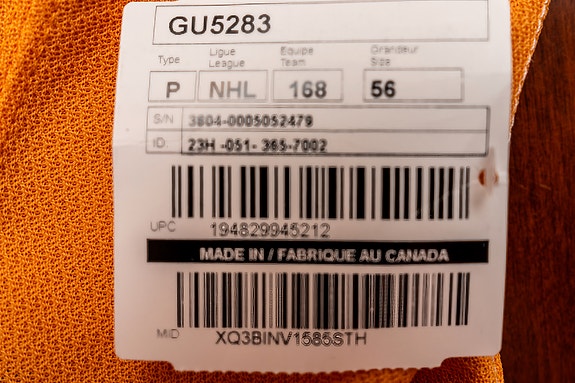 GU5283
Type
Ligue
League
Équipe
Team
Grandeur
Size
P
NHL
168
56
S/N 3804-0005052479
ID 23H -051- 365-7002
UPC 194829945212
MADE IN / FABRIQUE AU CANADA
MID XQ3BINV1585STH